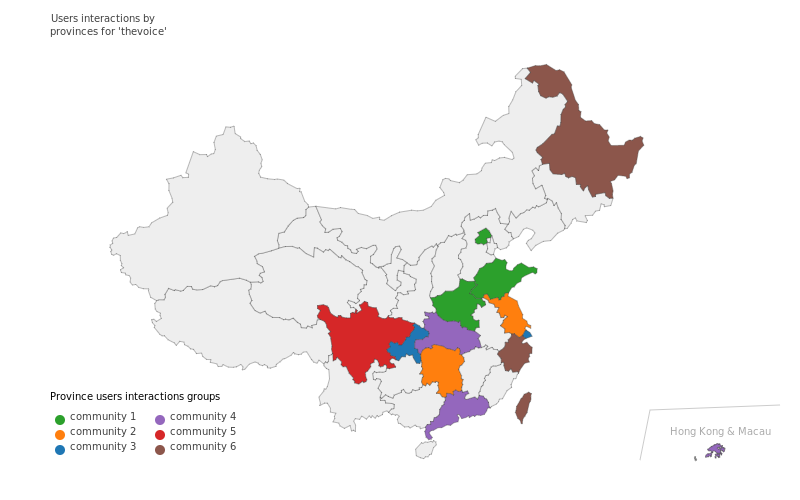 Users interactions by
provinces for 'thevoice'
Hong Kong & Macau
Province users interactions groups
community 1
community 2
community 3
community 4
community 5
community 6